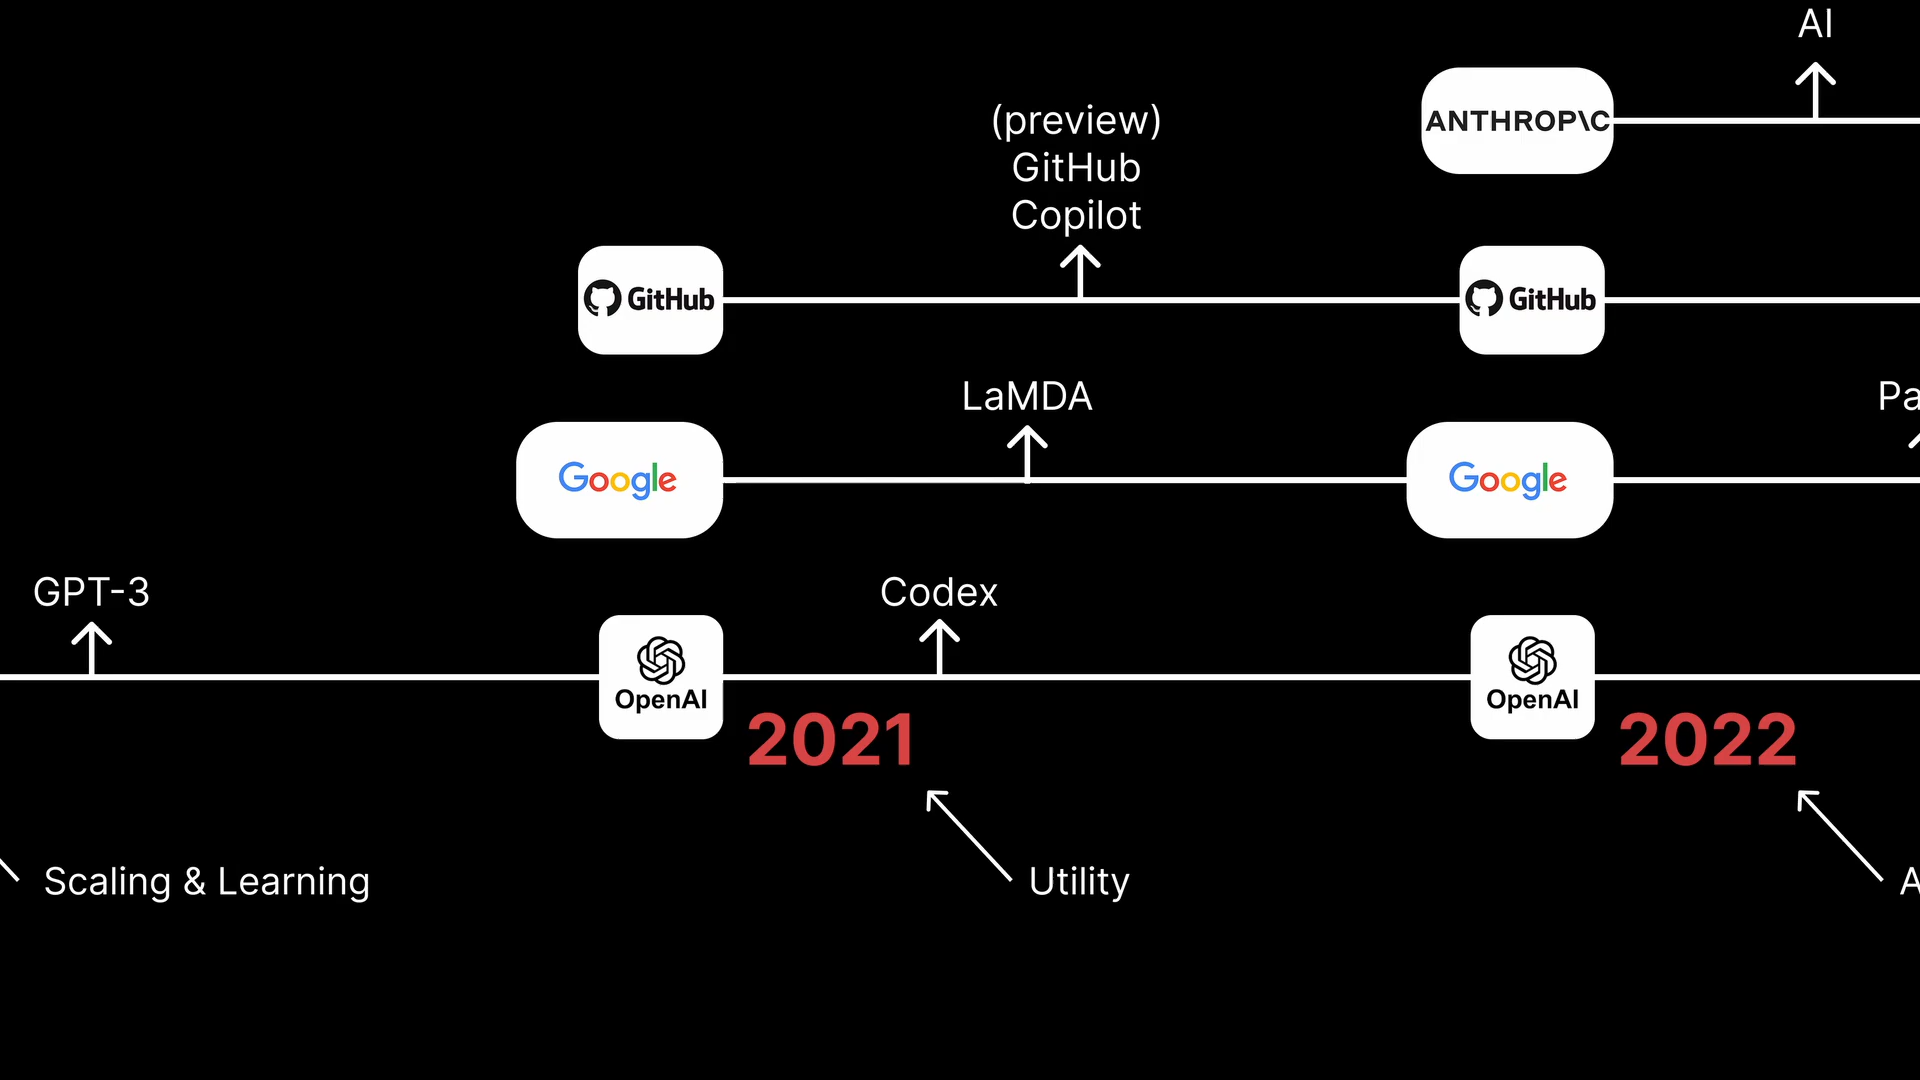 AI
ANTHROP\C
(preview)
GitHub
Copilot
GitHub
GitHub
LaMDA
Google
Google
GPT-3
Codex
OpenAI
OpenAI
2021
2022
Scaling & Learning
Utility